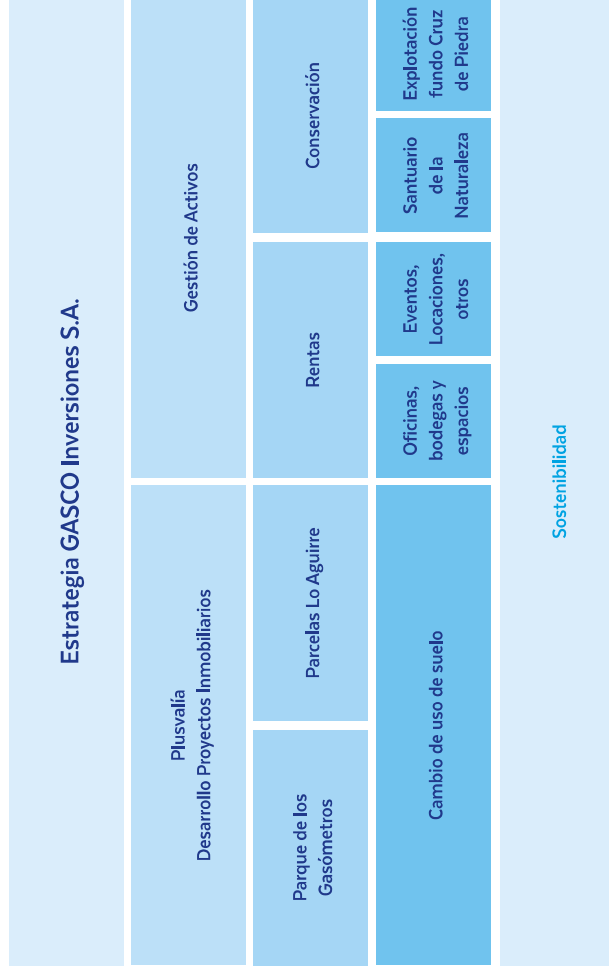 Estrategia GASCO Inversiones S.A.
Plusvalía
Desarrollo Proyectos Inmobiliarios
Gestión de Activos
Parque de los
Gasómetros
Parcelas Lo Aguirre
Rentas
Conservación
Cambio de uso de suelo
Oficinas,
bodegas y
espacios
Eventos,
Locaciones,
otros
Santuario
de la
Naturaleza
Explotación
fundo Cruz
de Piedra
Sostenibilidad